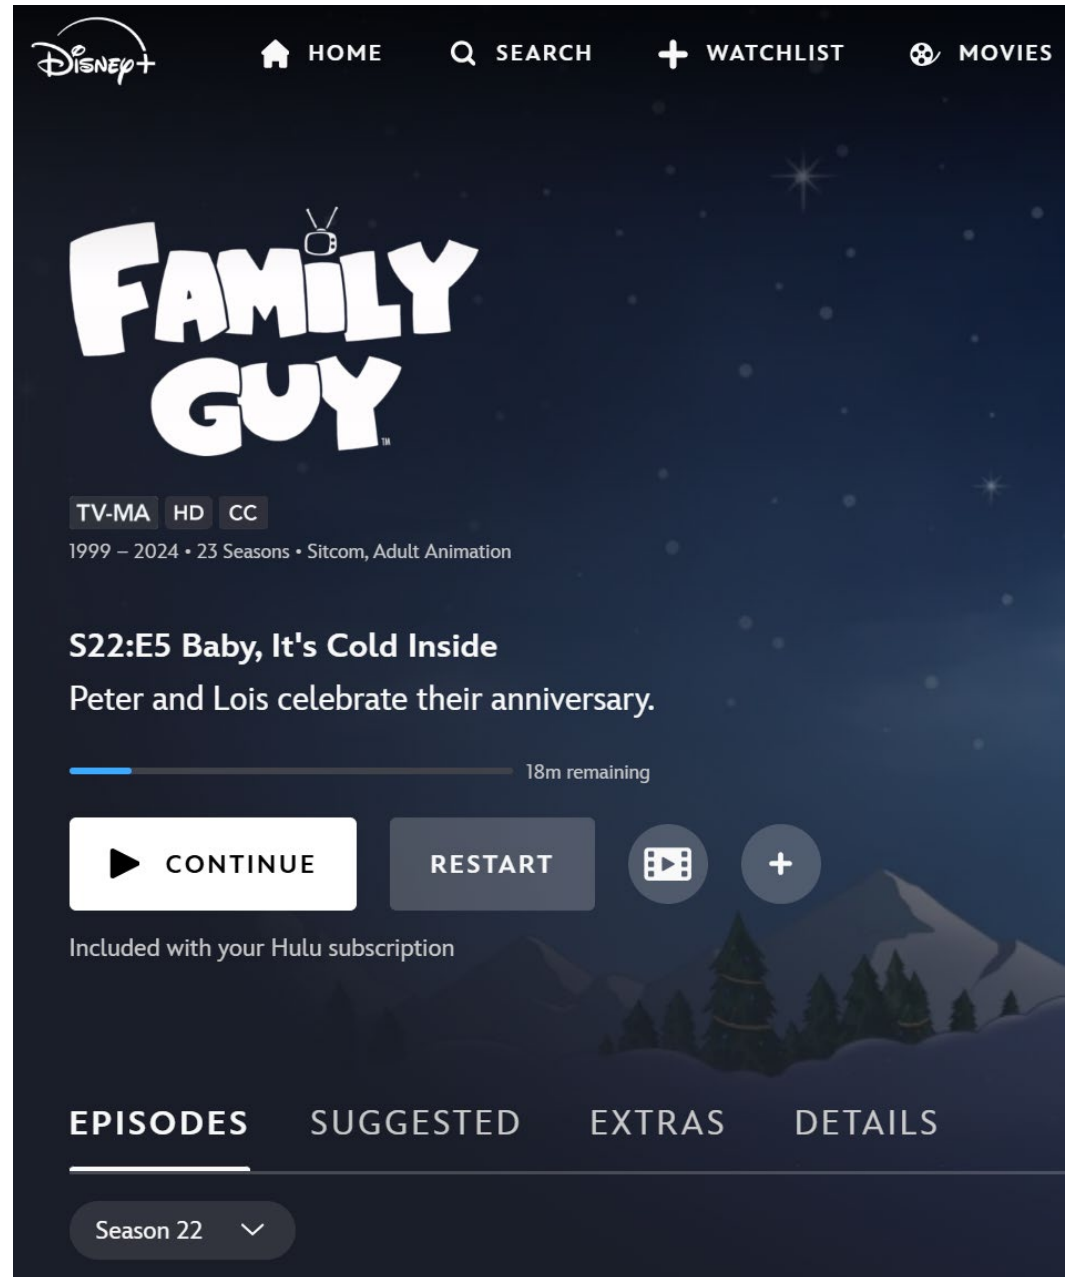 Disney+ HOME SEARCH WATCHLIST MOVIES
FAMILY
GUY TM
TV-MA HD CC
1999 – 2024 • 23 Seasons • Sitcom, Adult Animation
S22:E5 Baby, It's Cold Inside
Peter and Lois celebrate their anniversary.
18m remaining
CONTINUE RESTART
Included with your Hulu subscription
EPISODES SUGGESTED EXTRAS DETAILS
Season 22